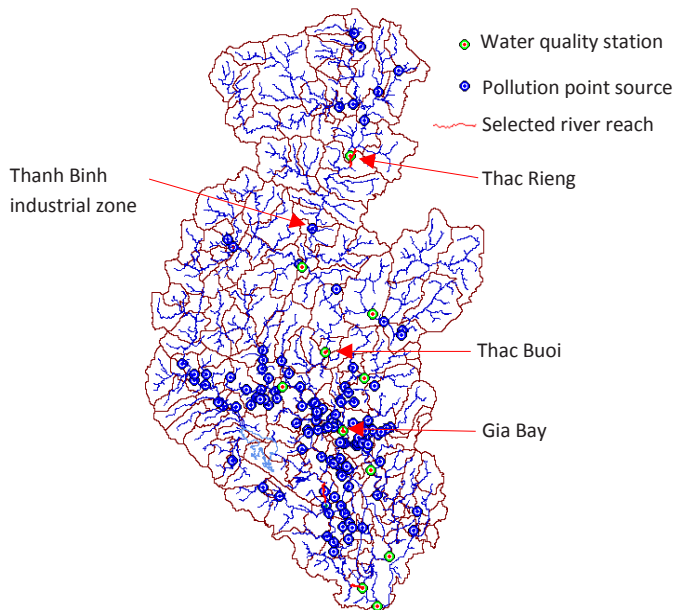 Water quality station
Pollution point source
Selected river reach
Thanh Binh
industrial zone
Thac Rieng
Thac Buoi
Gia Bay